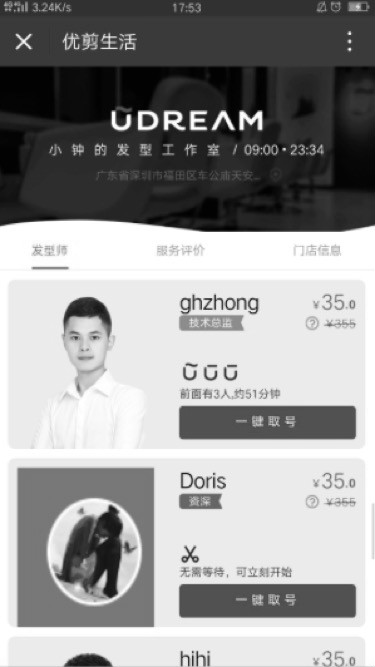 3.24K/s 17:53
优剪生活
ŪDREAM
小钟的发型工作室 / 09:00•23:34
广东省深圳市福田区车公庙天安...
发型师 服务评价 门店信息
ghzhong ¥35.0
技术总监 ¥355
前面有3人,约51分钟
一键取号
Doris ¥35.0
资深 ¥355
无需等待，可立刻开始
一键取号
hihi ¥35.0